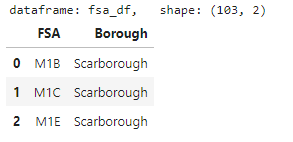 dataframe: fsa_df,   shape: (103, 2)
FSA Borough
0 M1B Scarborough
1 M1C Scarborough
2 M1E Scarborough